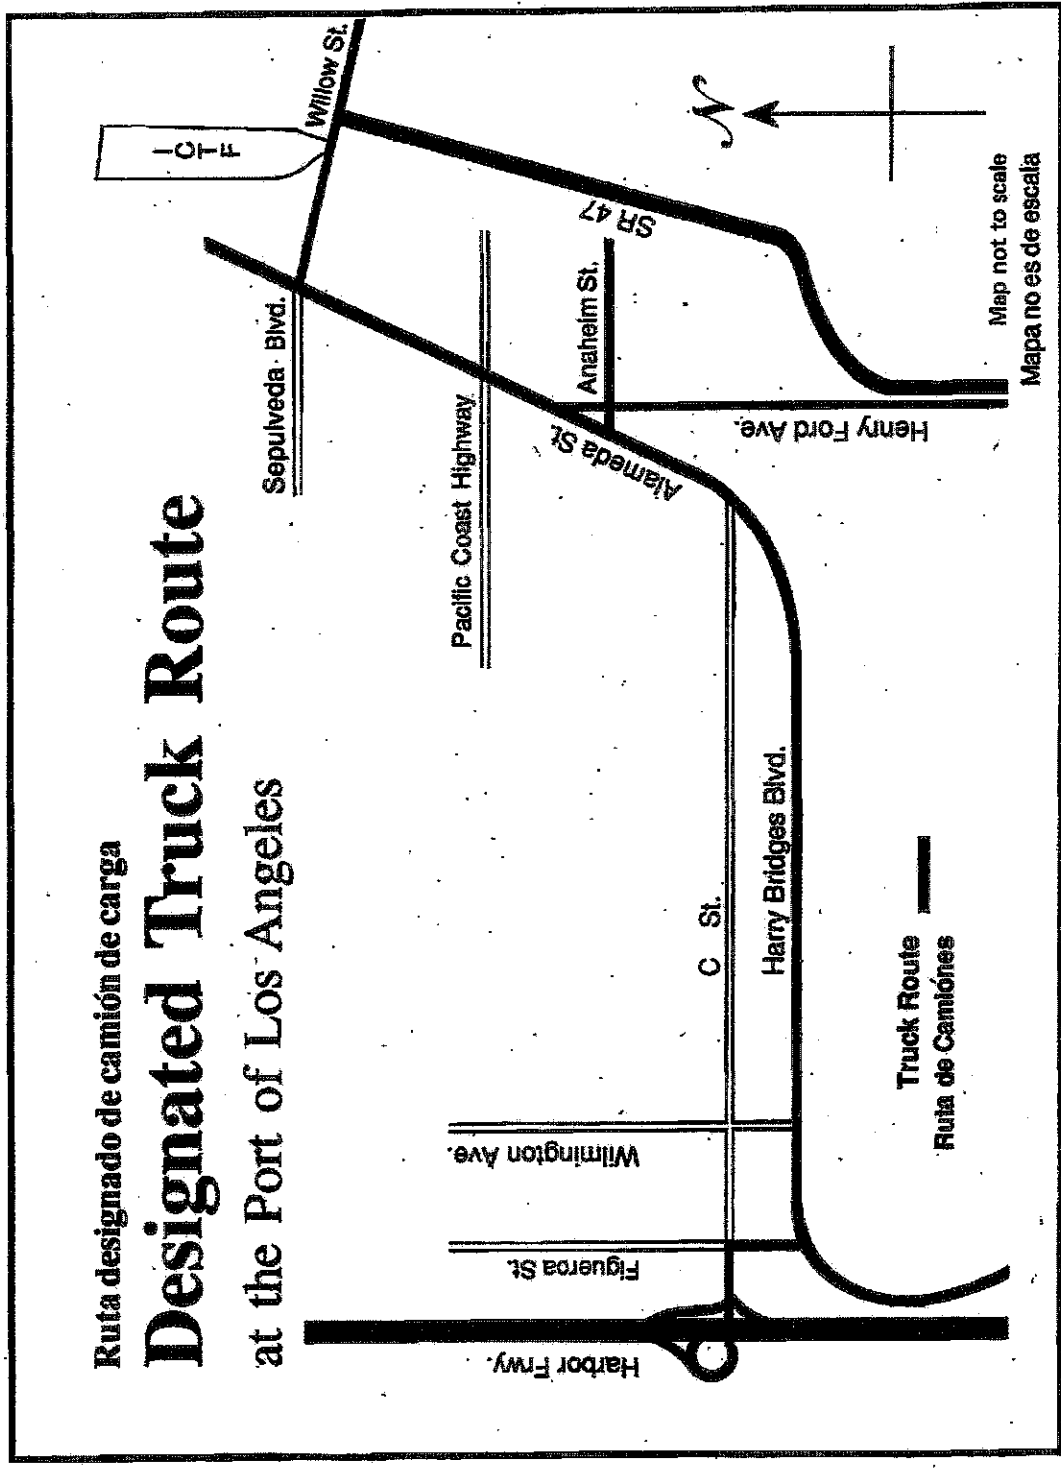 Ruta designado de camión de carga
Designated Truck Route
at the Port of Los Angeles
I
C
T
F
Willow St.
Sepulveda Blvd.
Pacific Coast Highway
SR 47
Anaheim St.
Alameda St.
Henry Ford Ave.
N
C St.
Harry Bridges Blvd.
Wilmington Ave.
Figueroa St.
Harbor Frwy.
Truck Route
Ruta de Camiónes
Map not to scale
Mapa no es de escala